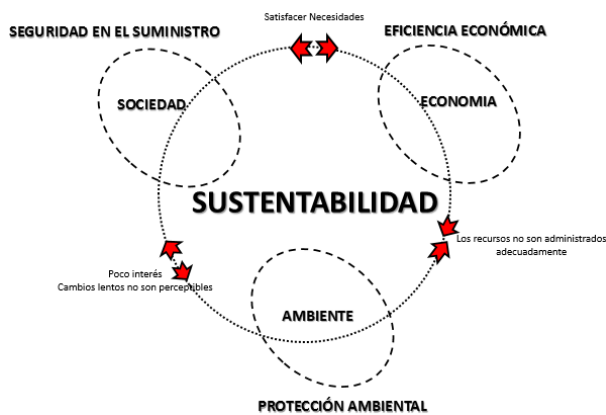 Satisfacer Necesidades
SEGURIDAD EN EL SUMINISTRO
EFICIENCIA ECONÓMICA
SOCIEDAD
ECONOMIA
SUSTENTABILIDAD
Los recursos no son administrados
adecuadamente
Poco interés
Cambios lentos no son perceptibles
AMBIENTE
PROTECCIÓN AMBIENTAL